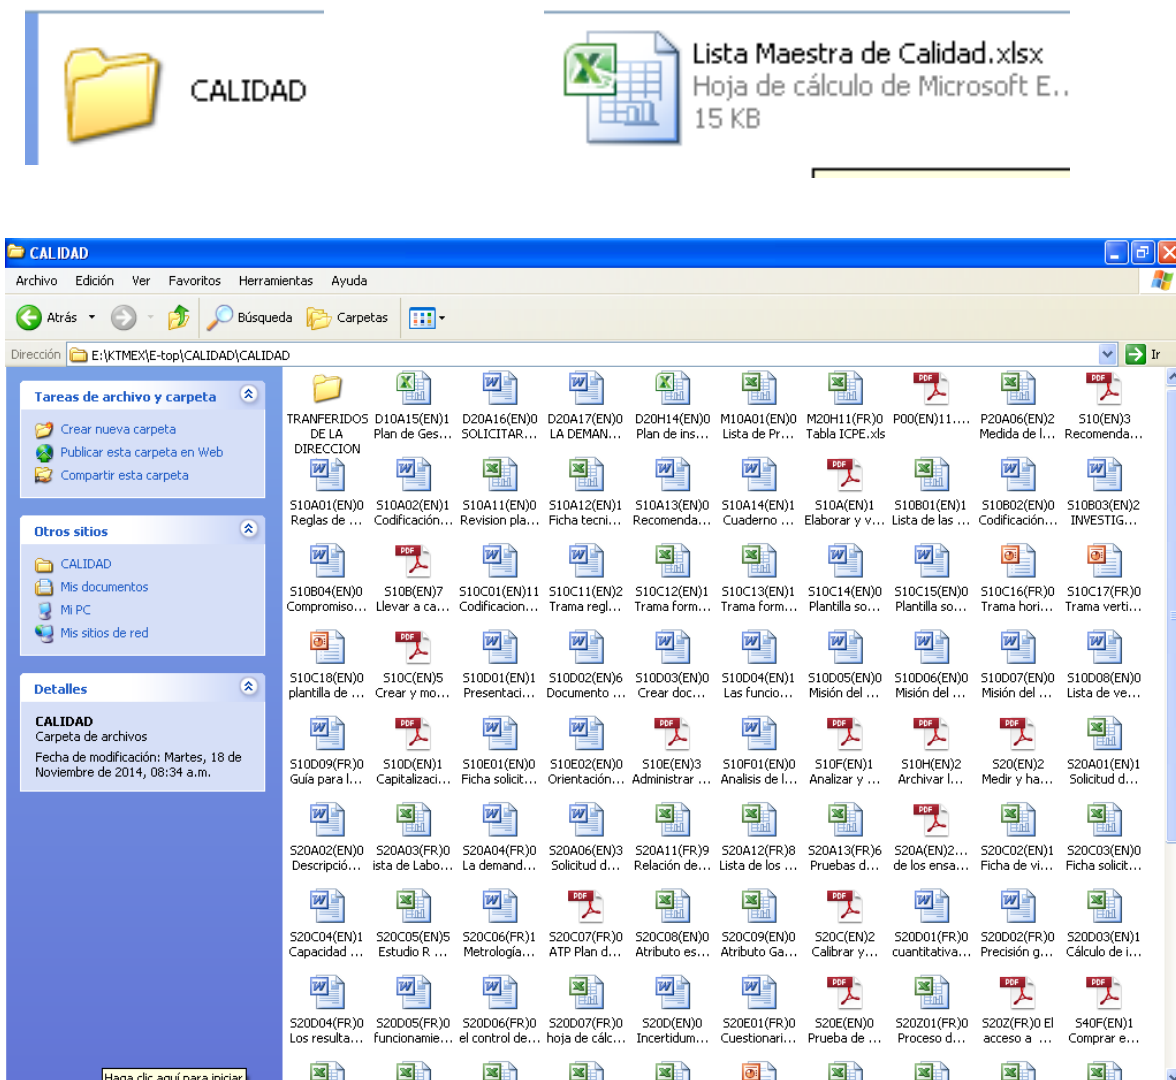 CALIDAD
Lista Maestra de Calidad.xlsx
Hoja de cálculo de Microsoft E..
15 KB
CALIDAD
Archivo Edición Ver Favoritos Herramientas Ayuda
Atrás Búsqueda Carpetas
Dirección E:\KTMEX\E-top\CALIDAD\CALIDAD Ir
Tareas de archivo y carpeta
Crear nueva carpeta
Publicar esta carpeta en Web
Compartir esta carpeta
Otros sitios
CALIDAD
Mis documentos
Mi PC
Mis sitios de red
Detalles
CALIDAD
Carpeta de archivos
Fecha de modificación: Martes, 18 de
Noviembre de 2014, 08:34 a.m.
Haga clic aquí para iniciar
TRANFERIDOS D10A15(EN)1 D20A16(EN)0 D20A17(EN)0 D20H14(EN)0 M10A01(EN)0 M20H11(FR)0 P00(EN)11.... P20A06(EN)2 S10(EN)3
DE LA Plan de Ges... SOLICITAR... LA DEMAN... Plan de ins... Lista de Pr... Tabla ICPE.xls Medida de l... Recomenda...
DIRECCION
S10A01(EN)0 S10A02(EN)1 S10A11(EN)0 S10A12(EN)1 S10A13(EN)0 S10A14(EN)1 S10A(EN)1 S10B01(EN)1 S10B02(EN)0 S10B03(EN)2
Reglas de ... Codificación... Revision pla... Ficha tecni... Recomenda... Cuaderno ... Elaborar y v... Lista de las ... Codificación... INVESTIG...
S10B04(EN)0 S10B(EN)7 S10C01(EN)11 S10C11(EN)2 S10C12(EN)1 S10C13(EN)1 S10C14(EN)0 S10C15(EN)0 S10C16(FR)0 S10C17(FR)0
Compromiso... Llevar a ca... Codificacion... Trama regl... Trama form... Trama form... Plantilla so... Plantilla so... Trama hori... Trama verti...
S10C18(EN)0 S10C(EN)5 S10D01(EN)1 S10D02(EN)6 S10D03(EN)0 S10D04(EN)1 S10D05(EN)0 S10D06(EN)0 S10D07(EN)0 S10D08(EN)0
plantilla de ... Crear y mo... Presentaci... Documento ... Crear doc... Las funcio... Misión del ... Misión del ... Misión del ... Lista de ve...
S10D09(FR)0 S10D(EN)1 S10E01(EN)0 S10E02(EN)0 S10E(EN)3 S10F01(EN)0 S10F(EN)1 S10H(EN)2 S20(EN)2 S20A01(EN)1
Guía para l... Capitalizaci... Ficha solicit... Orientación... Administrar ... Analisis de l... Analizar y ... Archivar l... Medir y ha... Solicitud d...
S20A02(EN)0 S20A03(FR)0 S20A04(FR)0 S20A06(EN)3 S20A11(FR)9 S20A12(FR)8 S20A13(FR)6 S20A(EN)2... S20C02(EN)1 S20C03(EN)0
Descripció... ista de Labo... La demand... Solicitud d... Relación de... Lista de los ... Pruebas d... de los ensa... Ficha de vi... Ficha solicit...
S20C04(EN)1 S20C05(EN)5 S20C06(FR)1 S20C07(FR)0 S20C08(EN)0 S20C09(EN)0 S20C(EN)2 S20D01(FR)0 S20D02(FR)0 S20D03(EN)1
Capacidad ... Estudio R ... Metrología... ATP Plan d... Atributo es... Atributo Ga... Calibrar y... cuantitativa... Precisión g... Cálculo de i...
S20D04(FR)0 S20D05(FR)0 S20D06(FR)0 S20D07(FR)0 S20D(EN)0 S20E01(FR)0 S20E(EN)0 S20Z01(FR)0 S20Z(FR)0 El S40F(EN)1
Los resulta... funcionamie... el control de... hoja de cálc... Incertidum... Cuestionari... Prueba de ... Proceso d... acceso a ... Comprar e...